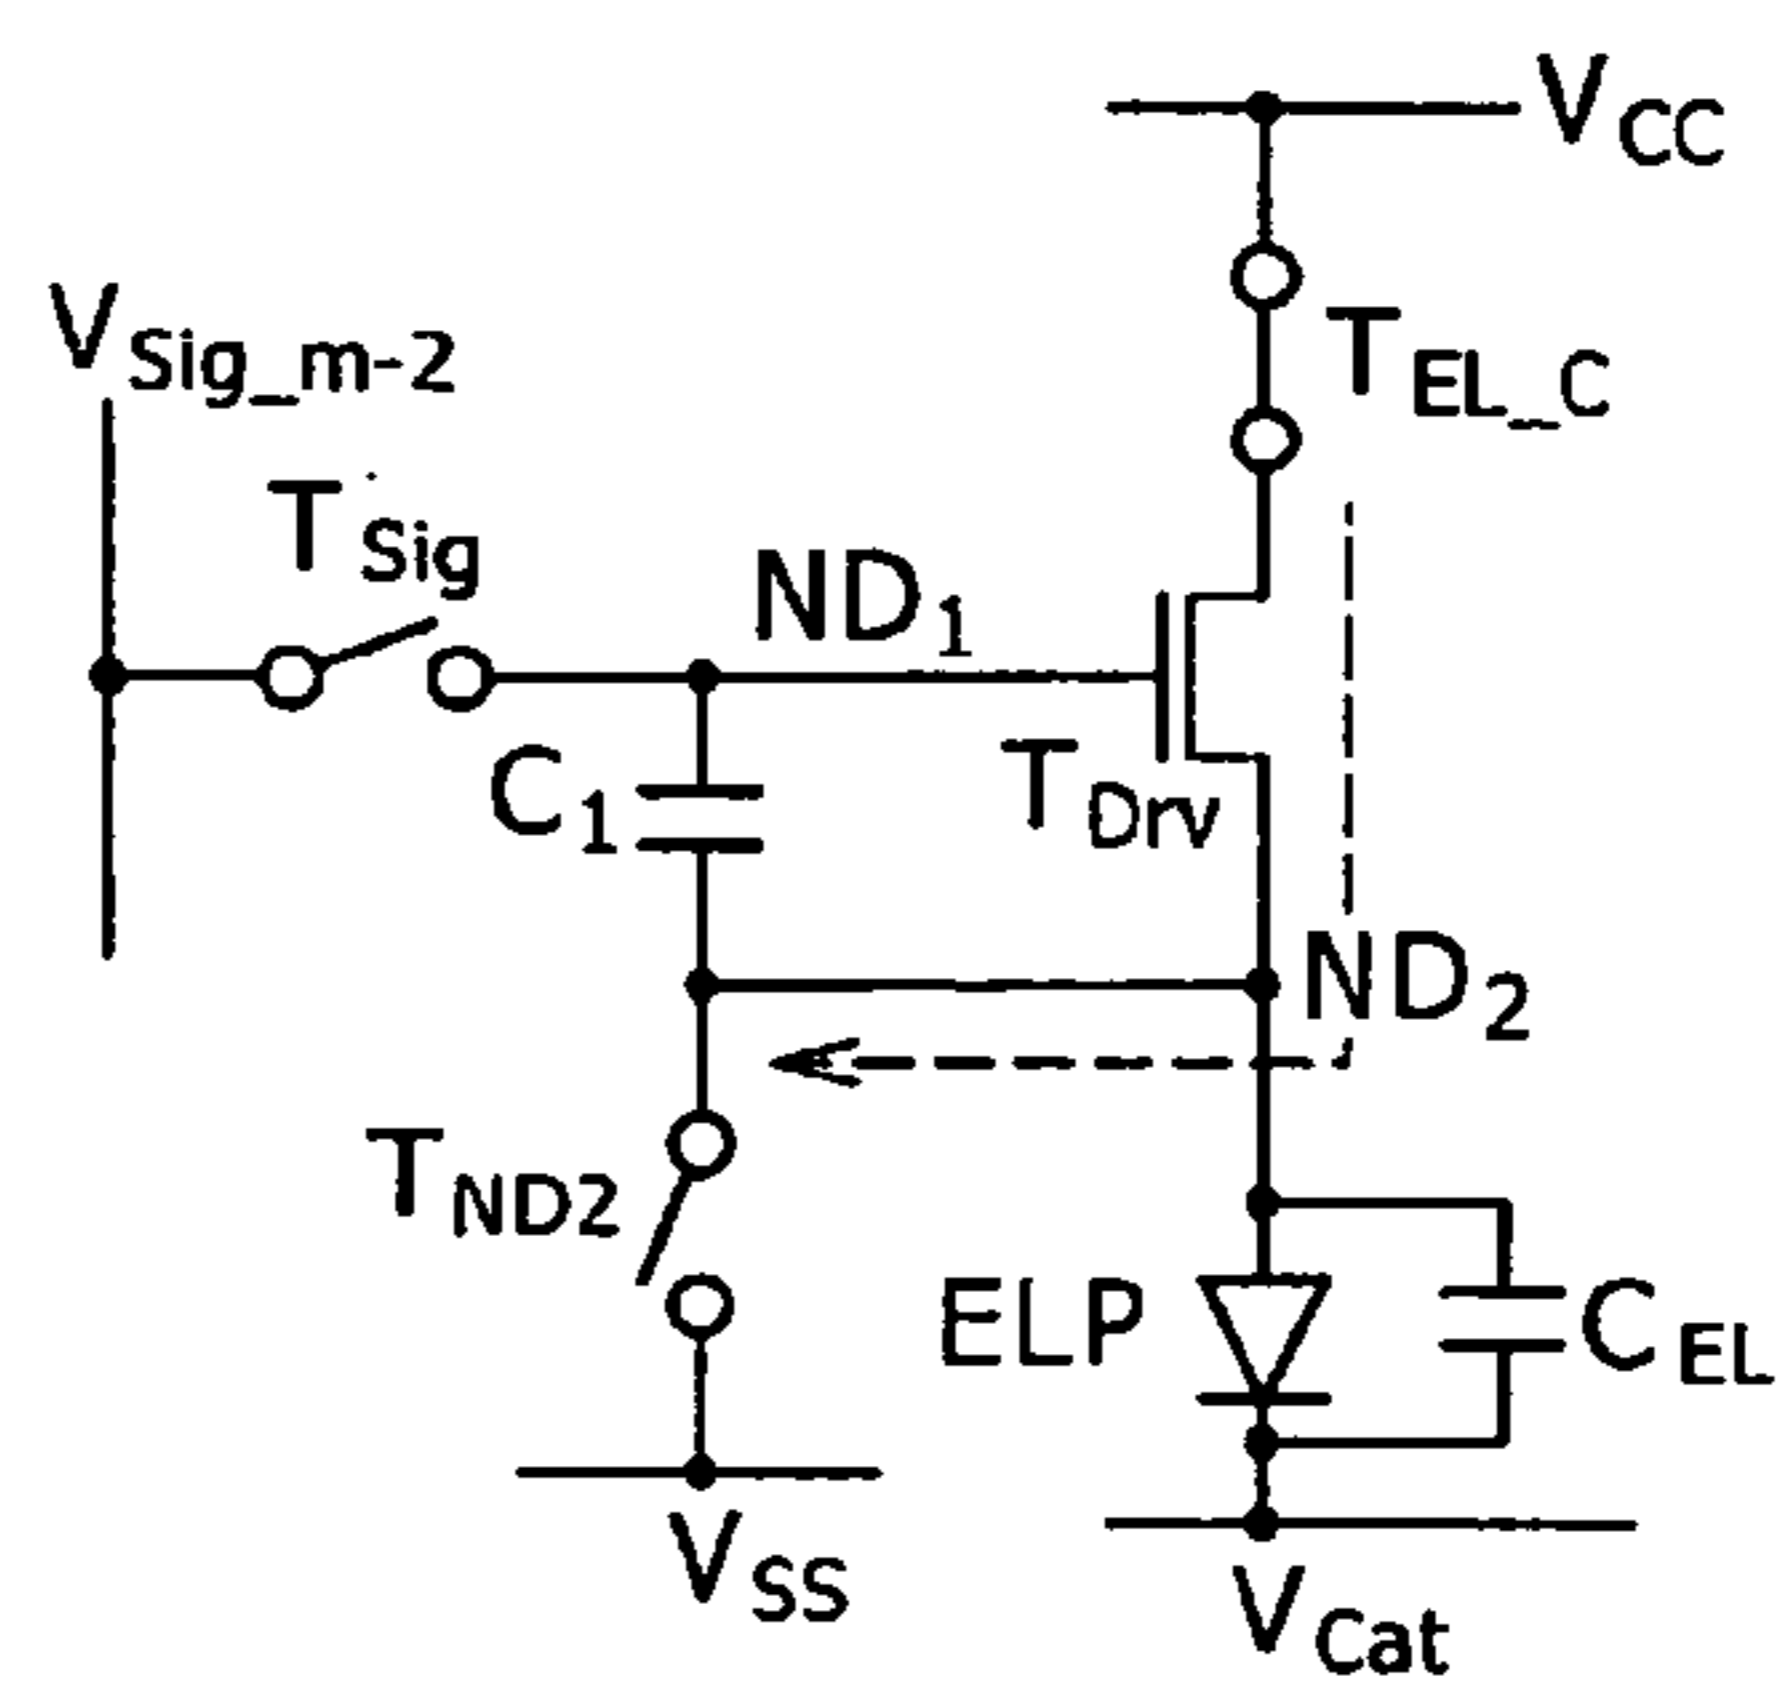 VCC
VSig_m-2
TEL_C
TSig
ND1
C1
TDrv
ND2
TND2
ELP
CEL
VSS
VCat